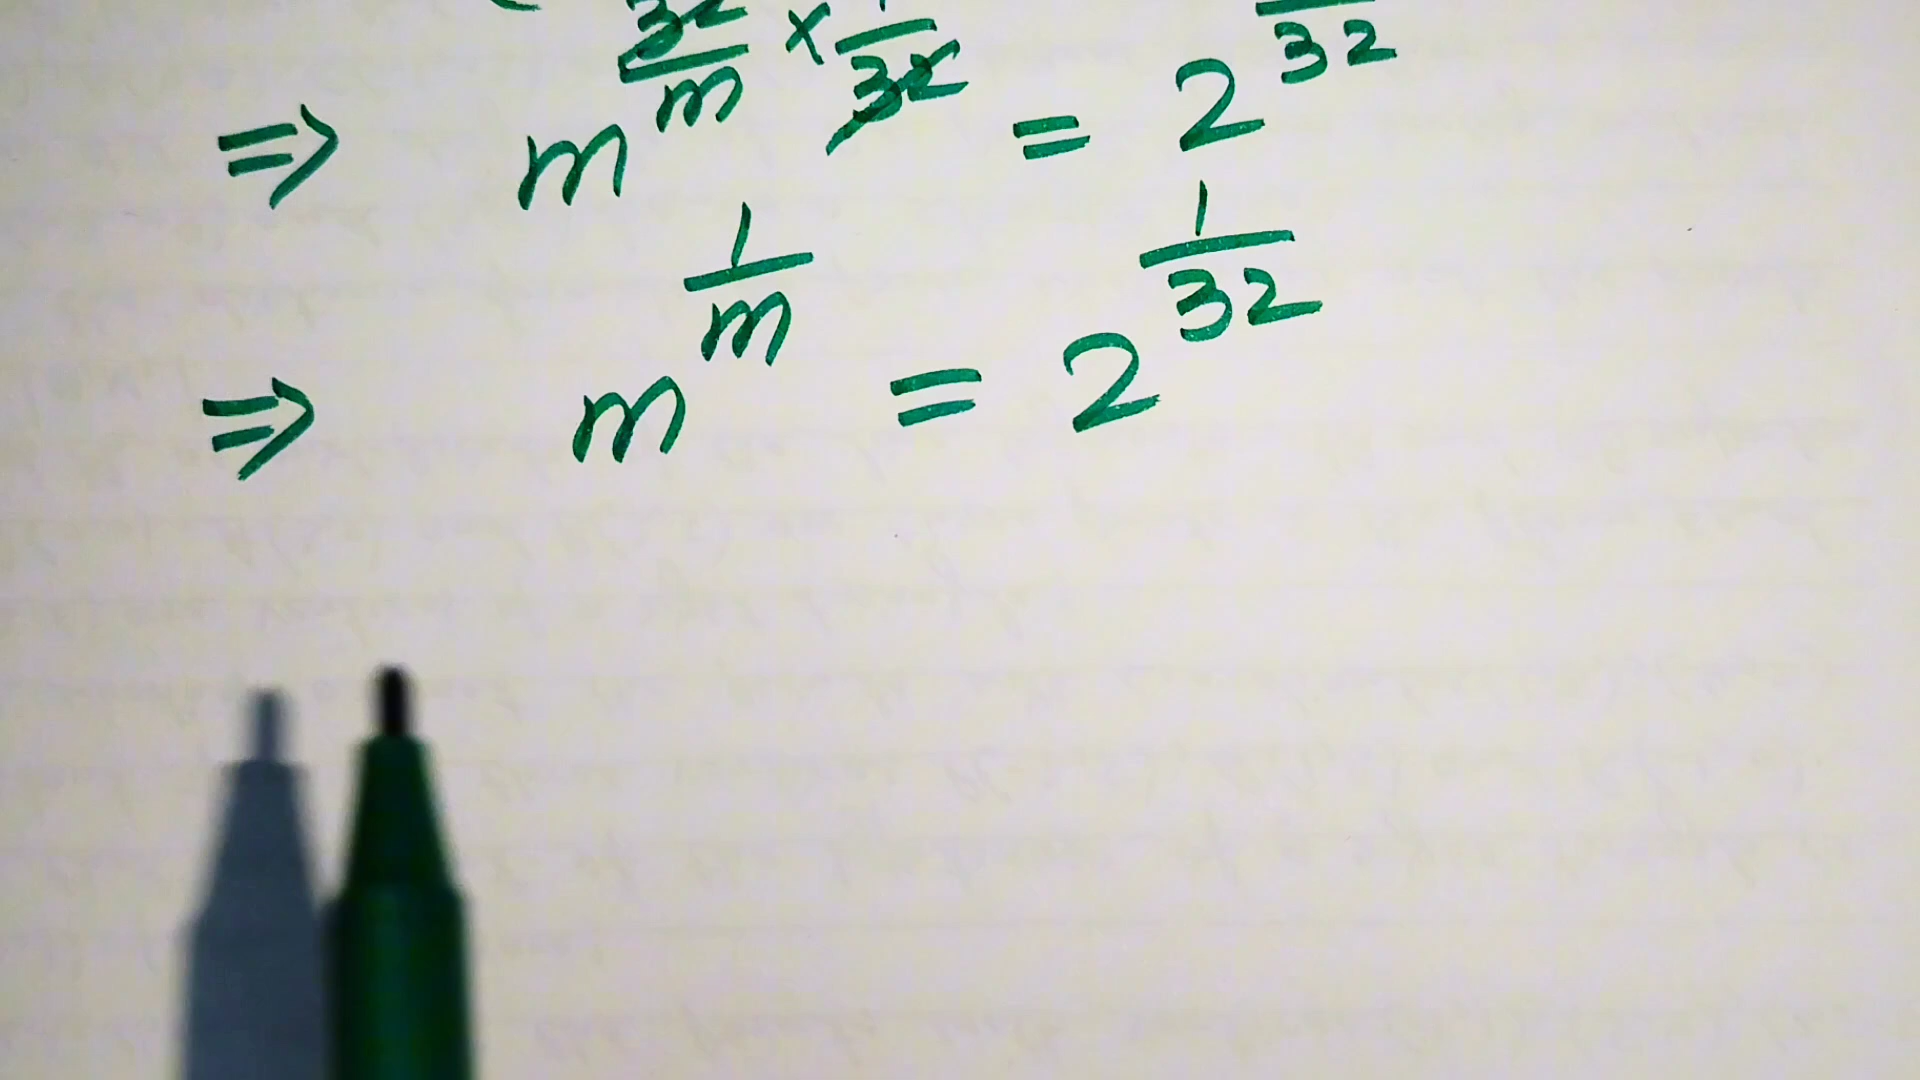 ⇒ m^(32/m × 1/32) = 2^(1/32)
⇒ m^(1/m) = 2^(1/32)